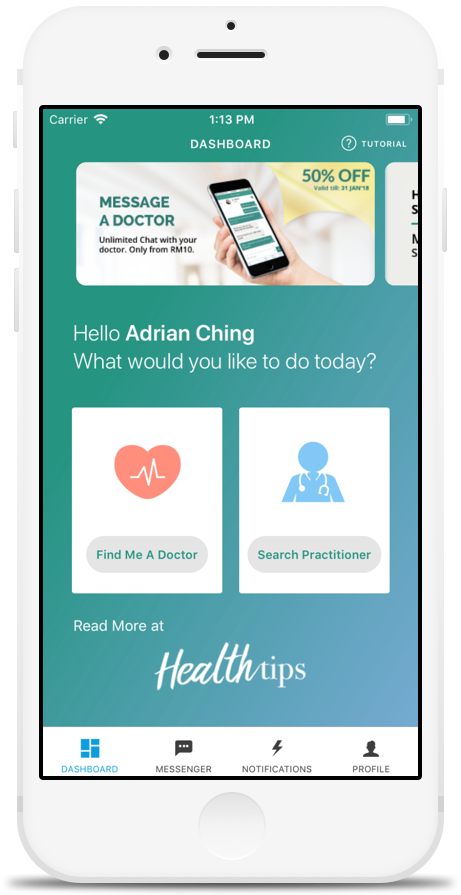 Carrier
1:13 PM
DASHBOARD
? TUTORIAL
MESSAGE
A DOCTOR
Unlimited Chat with your
doctor. Only from RM10.
50% OFF
Valid till: 31 JAN'18
Hello Adrian Ching
What would you like to do today?
Find Me A Doctor
Search Practitioner
Read More at
Healthtips
DASHBOARD
MESSENGER
NOTIFICATIONS
PROFILE